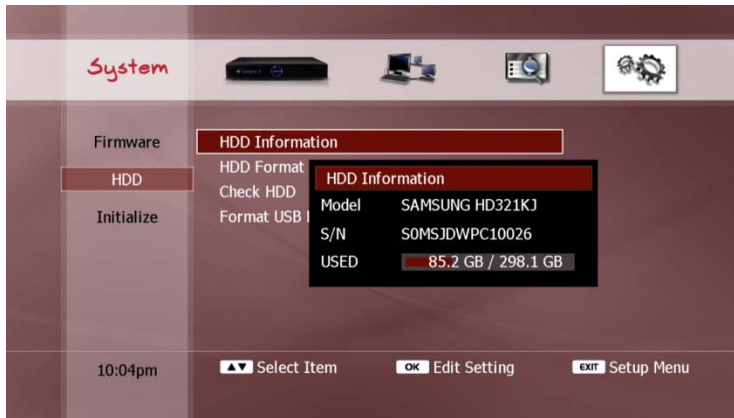 System
Firmware
HDD
Initialize
10:04pm
HDD Information
HDD Format
Check HDD
Format USB
HDD Information
Model SAMSUNG HD321KJ
S/N S0MSJDWPC10026
USED 85.2 GB / 298.1 GB
▲▼ Select Item
OK Edit Setting
EXIT Setup Menu